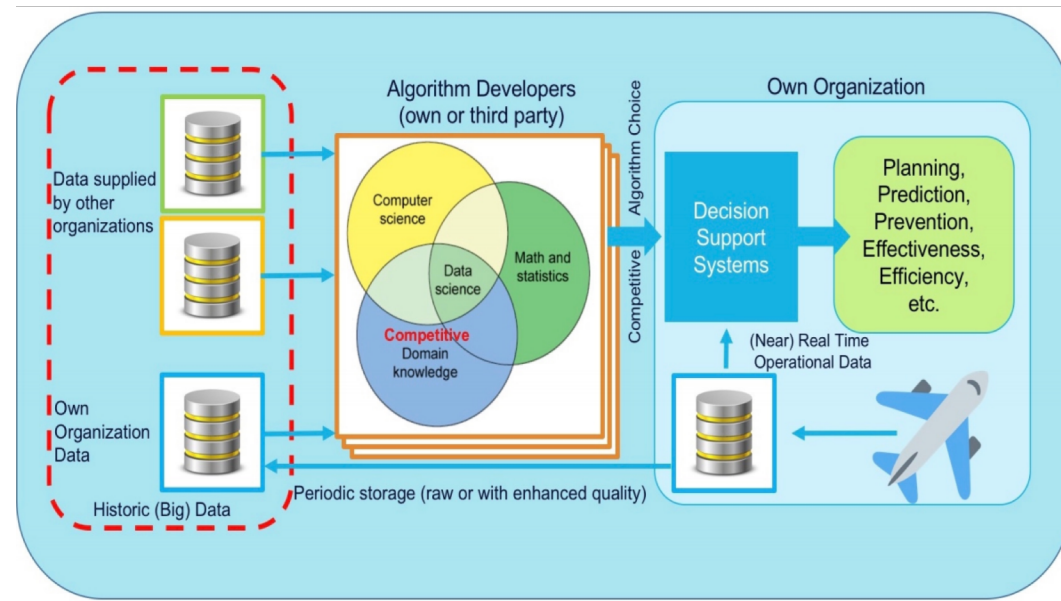 Algorithm Developers
(own or third party)
Own Organization
Data supplied
by other
organizations
Computer
science
Math and
statistics
Data
science
Competitive
Domain
knowledge
Competitive Algorithm Choice
Decision
Support
Systems
Planning,
Prediction,
Prevention,
Effectiveness,
Efficiency,
etc.
(Near) Real Time
Operational Data
Own
Organization
Data
Periodic storage (raw or with enhanced quality)
Historic (Big) Data